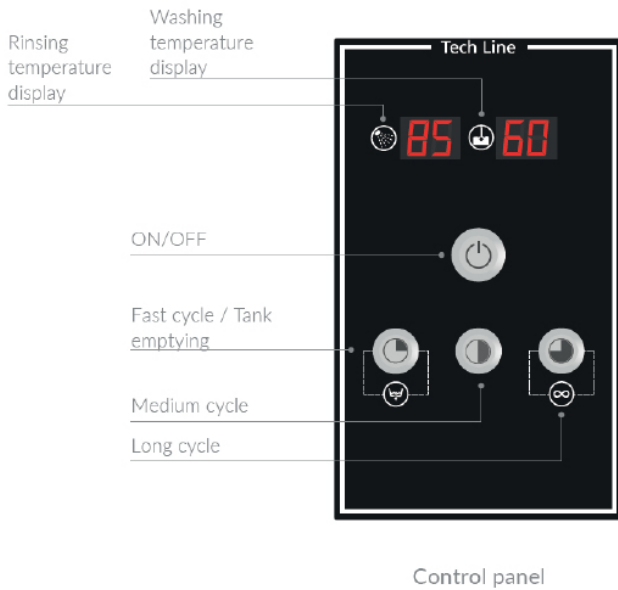 Washing
temperature
display
Rinsing
temperature
display
Tech Line
85
60
ON/OFF
Fast cycle / Tank
emptying
Medium cycle
Long cycle
Control panel